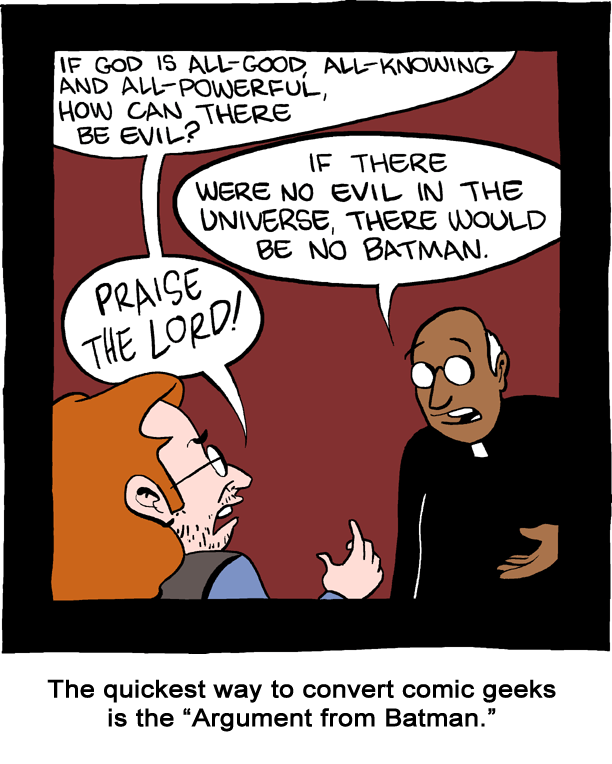 IF GOD IS ALL-GOOD, ALL-KNOWING
AND ALL-POWERFUL,
HOW CAN THERE
BE EVIL?
IF THERE
WERE NO EVIL IN THE
UNIVERSE, THERE WOULD
BE NO BATMAN.
PRAISE
THE LORD!
The quickest way to convert comic geeks
is the “Argument from Batman.”